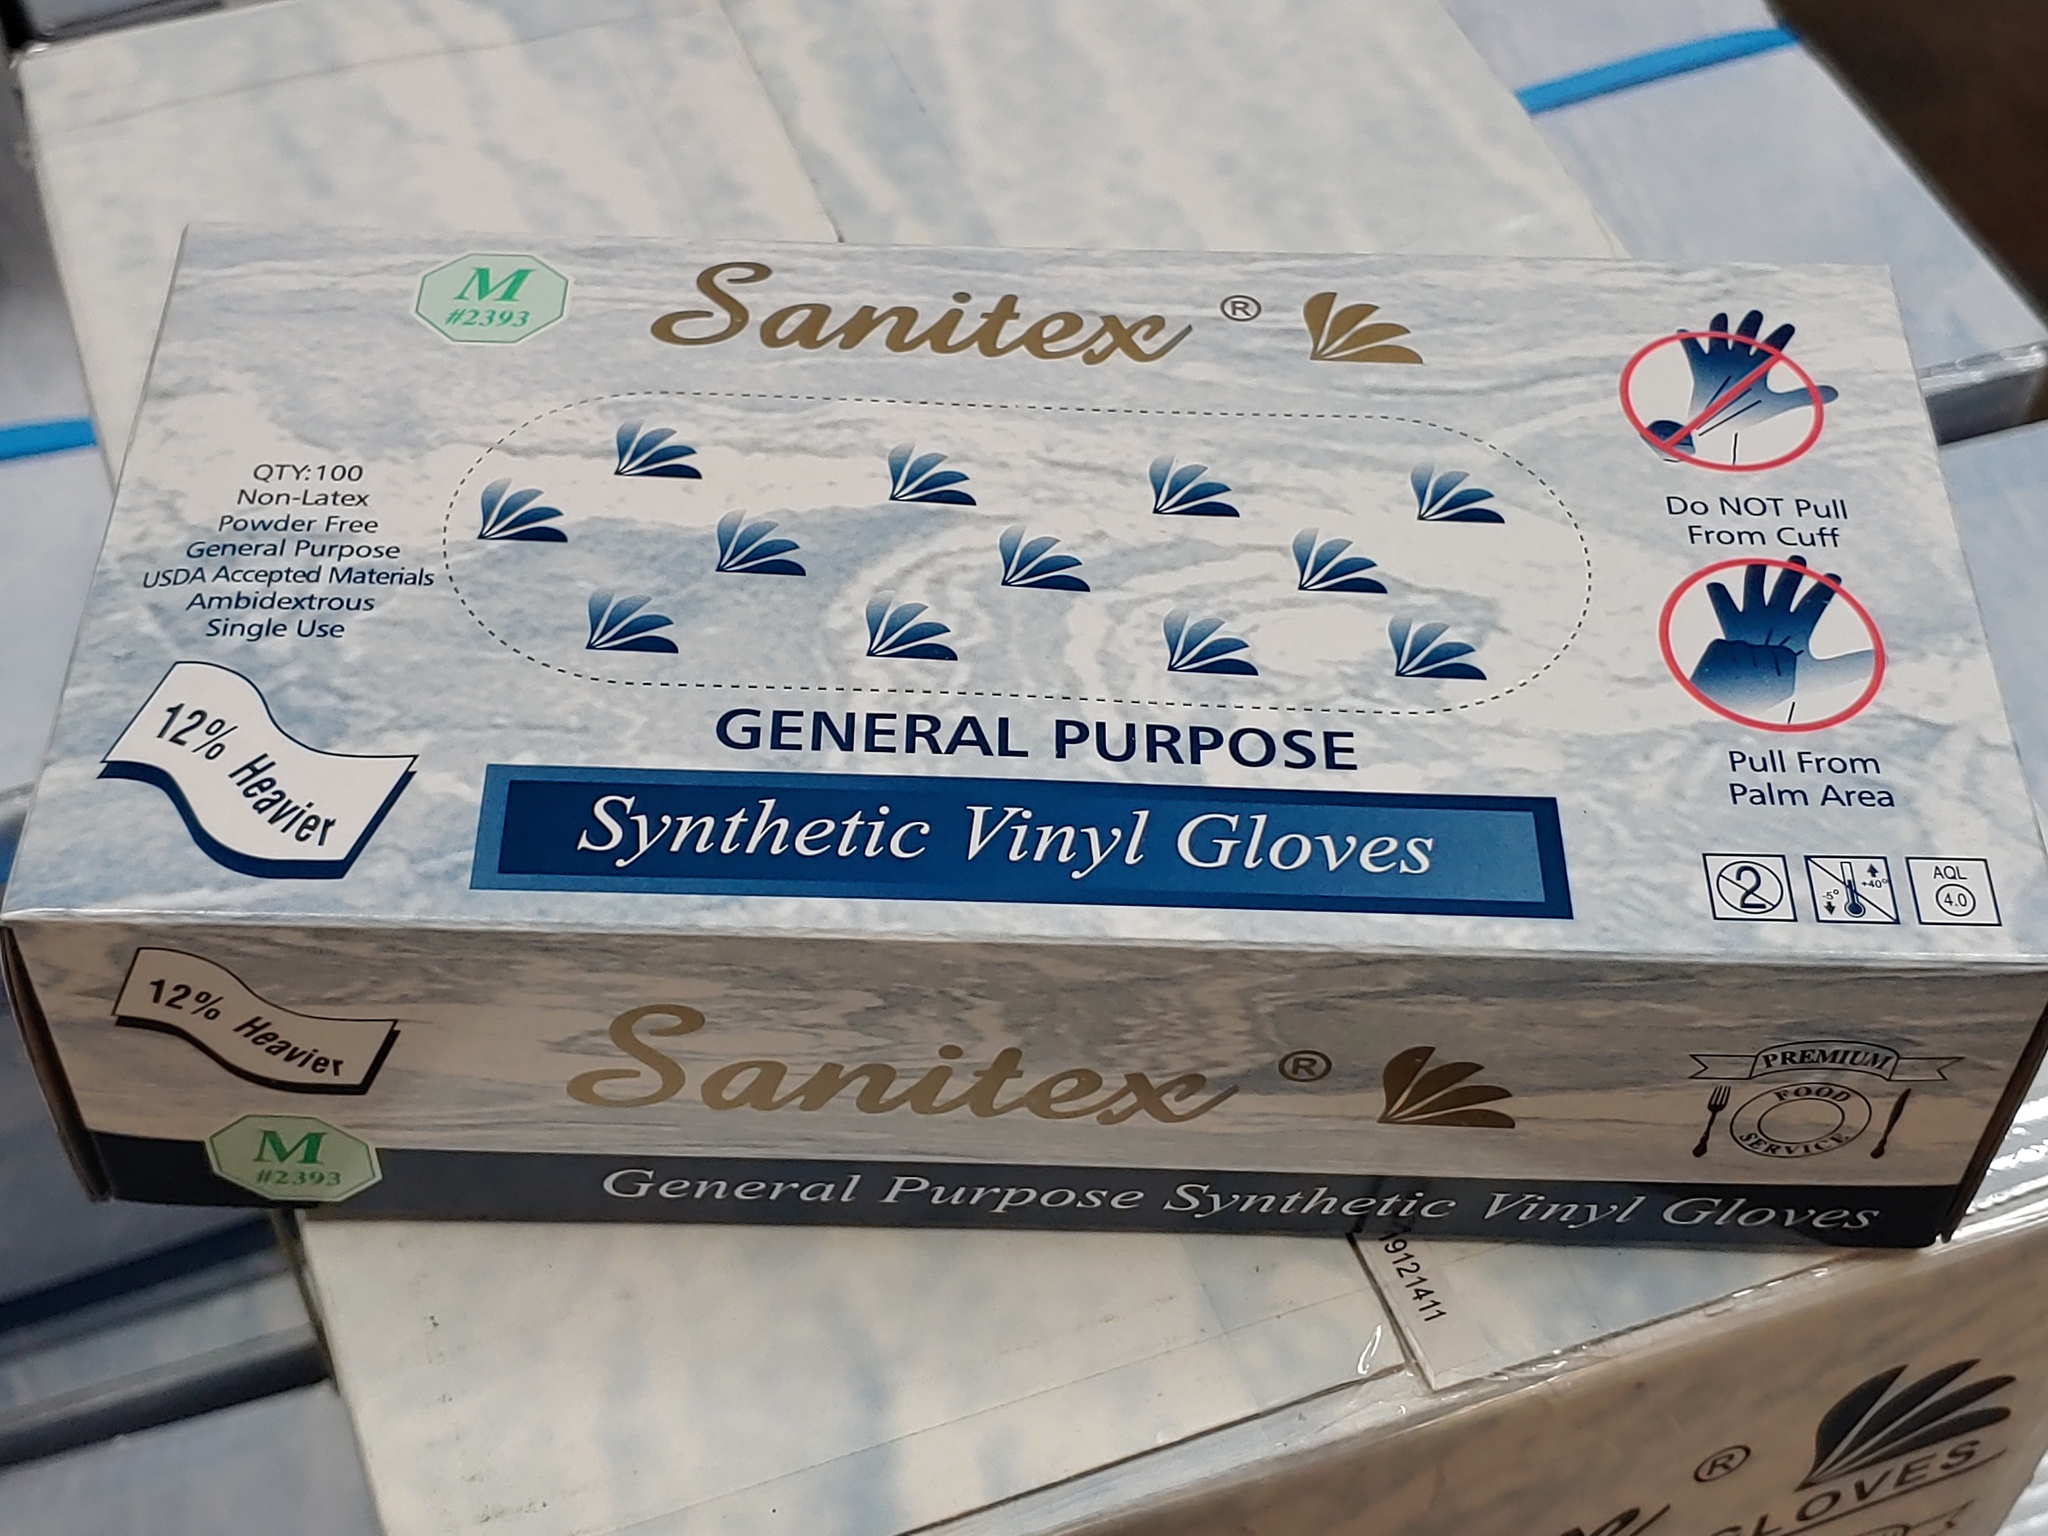 M
#2393
Sanitex ®
QTY:100
Non-Latex
Powder Free
General Purpose
USDA Accepted Materials
Ambidextrous
Single Use
12% Heavier
Do NOT Pull
From Cuff
Pull From
Palm Area
GENERAL PURPOSE
Synthetic Vinyl Gloves
2
-5°
+40°
AQL
4.0
12% Heavier
Sanitex ®
PREMIUM
FOOD
SERVICE
M
#2393
General Purpose Synthetic Vinyl Gloves
19121411
®
GLOVES